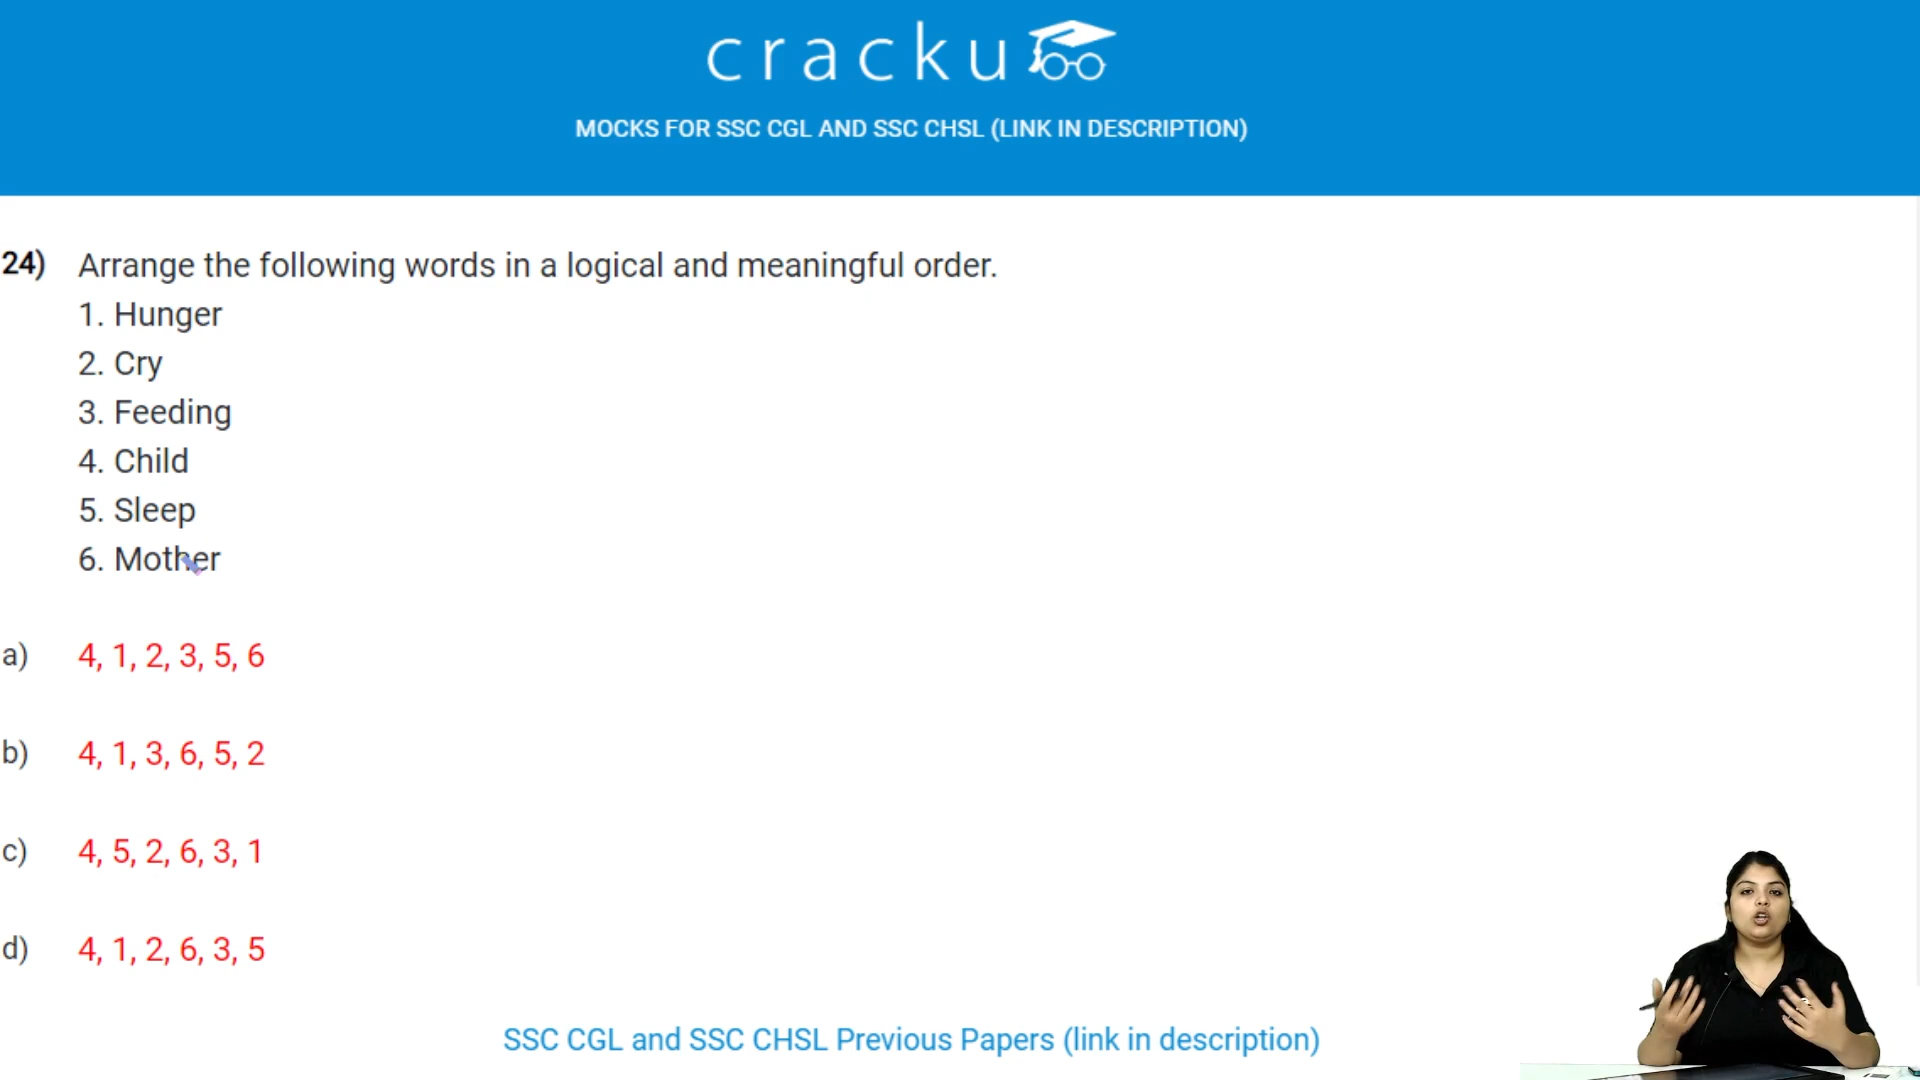 cracku
MOCKS FOR SSC CGL AND SSC CHSL (LINK IN DESCRIPTION)
24) Arrange the following words in a logical and meaningful order.
1. Hunger
2. Cry
3. Feeding
4. Child
5. Sleep
6. Mother
a) 4, 1, 2, 3, 5, 6
b) 4, 1, 3, 6, 5, 2
c) 4, 5, 2, 6, 3, 1
d) 4, 1, 2, 6, 3, 5
SSC CGL and SSC CHSL Previous Papers (link in description)